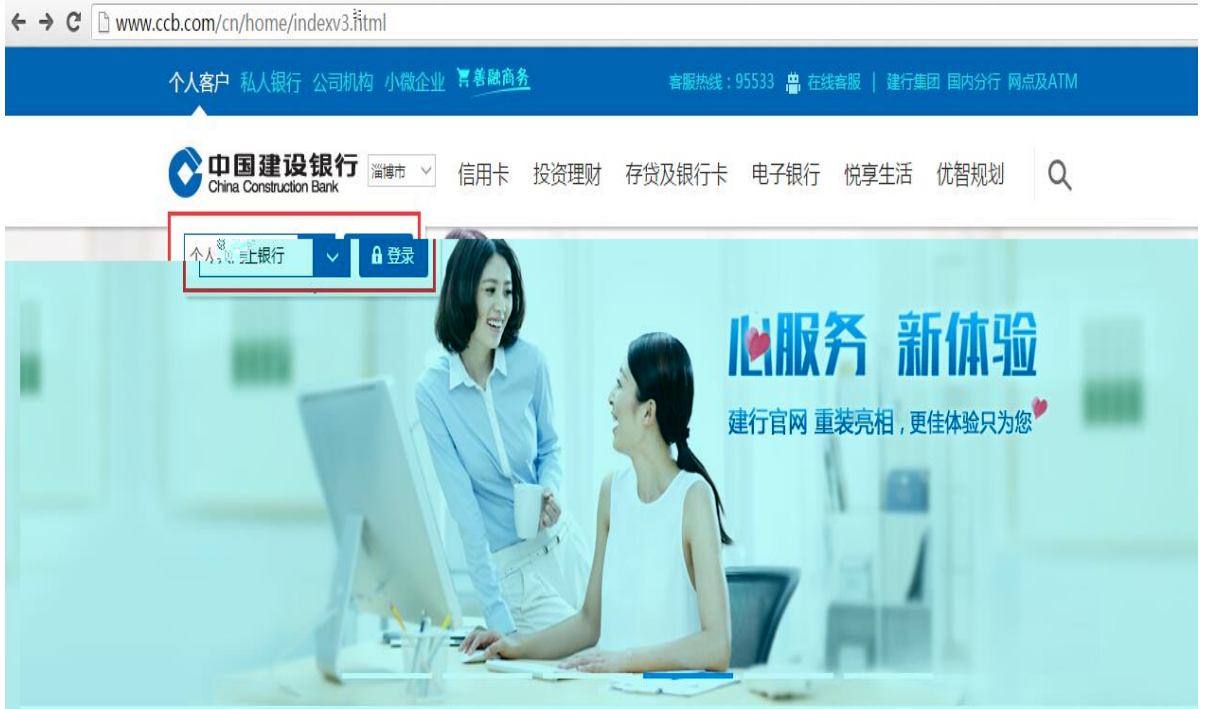 www.ccb.com/cn/home/indexv3.html
个人客户 私人银行 公司机构 小微企业 善融商务 客服热线：95533 在线客服 | 建行集团 国内分行 网点及ATM
中国建设银行 淄博市 信用卡 投资理财 存贷及银行卡 电子银行 悦享生活 优智规划
China Construction Bank
个人 上银行 登录
心服务 新体验
建行官网 重装亮相，更佳体验只为您